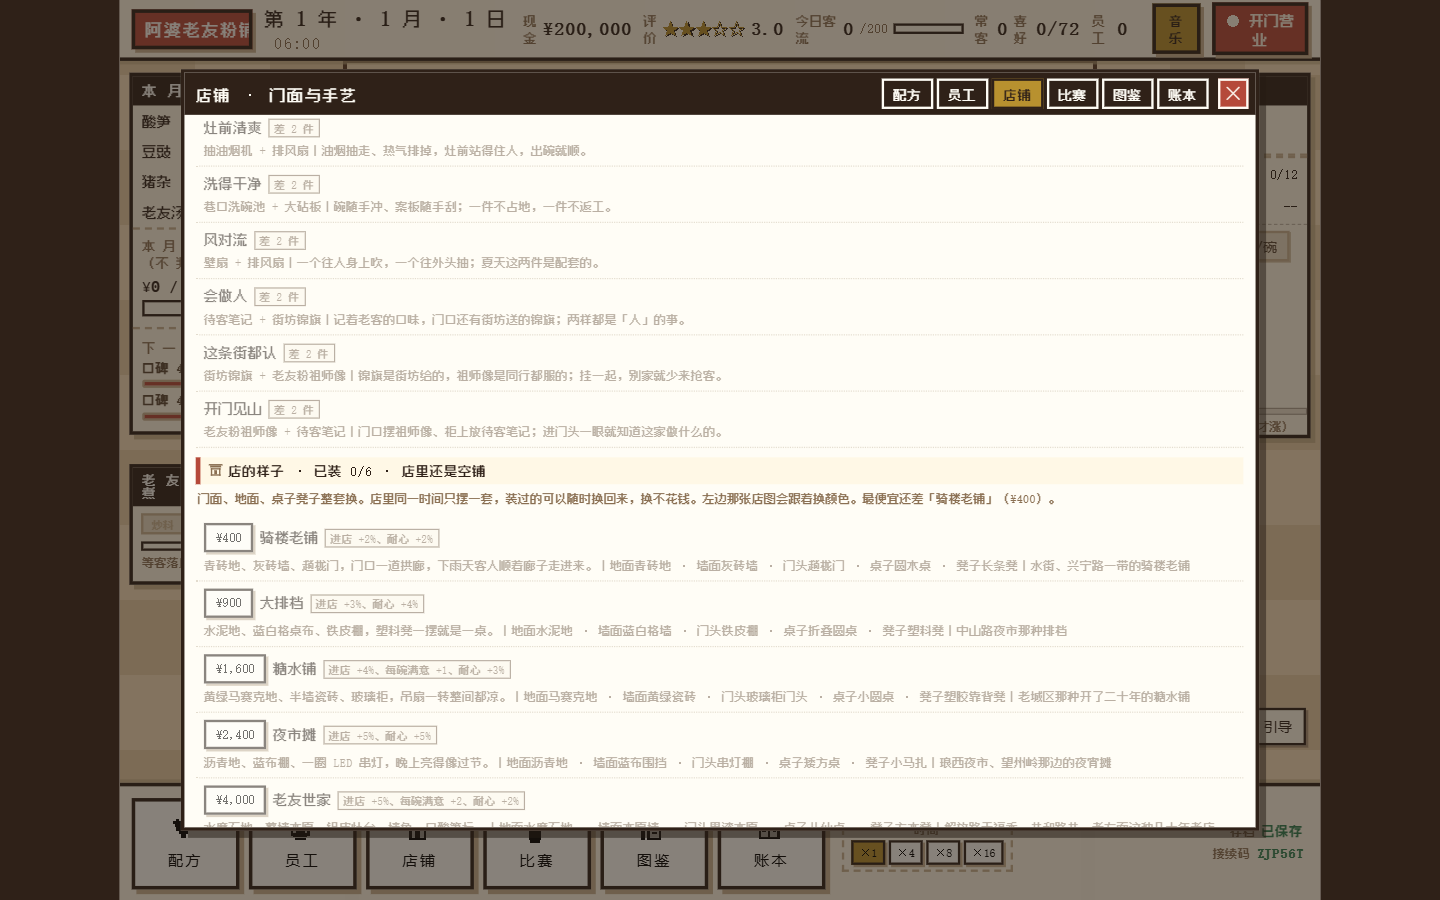 阿婆老友粉铺
第 1 年 · 1 月 · 1 日
06:00
现金 ¥200,000
评价 3.0
今日客流 0 /200
常客 0
喜好 0/72
员工 0
音乐
开门营业
店铺 · 门面与手艺
配方
员工
店铺
比赛
图鉴
账本
灶前清爽 差 2 件
抽油烟机 + 排风扇丨油烟抽走、热气排掉，灶前站得住人，出碗就顺。
洗得干净 差 2 件
巷口洗碗池 + 大砧板丨碗随手冲、案板随手刮；一件不占地，一件不返工。
风对流 差 2 件
壁扇 + 排风扇丨一个往人身上吹，一个往外头抽；夏天这两件是配套的。
会做人 差 2 件
待客笔记 + 街坊锦旗丨记着老客的口味，门口还有街坊送的锦旗；两样都是「人」的事。
这条街都认 差 2 件
街坊锦旗 + 老友粉祖师像丨锦旗是街坊给的，祖师像是同行都服的；挂一起，别家就少来抢客。
开门见山 差 2 件
老友粉祖师像 + 待客笔记丨门口摆祖师像、柜上放待客笔记；进门头一眼就知道这家做什么的。
店的样子 · 已装 0/6 · 店里还是空铺
门面、地面、桌子凳子整套换。店里同一时间只摆一套，装过的可以随时换回来，换不花钱。左边那张店图会跟着换颜色。最便宜还差「骑楼老铺」（¥400）。
¥400 骑楼老铺 进店 +2%、耐心 +2%
青砖地、灰砖墙、趟栊门，门口一道拱廊，下雨天客人顺着廊子走进来。丨地面青砖地 · 墙面灰砖墙 · 门头趟栊门 · 桌子圆木桌 · 凳子长条凳丨水街、兴宁路一带的骑楼老铺
¥900 大排档 进店 +3%、耐心 +4%
水泥地、蓝白格桌布、铁皮棚，塑料凳一摆就是一桌。丨地面水泥地 · 墙面蓝白格墙 · 门头铁皮棚 · 桌子折叠圆桌 · 凳子塑料凳丨中山路夜市那种排档
¥1,600 糖水铺 进店 +4%、每碗满意 +1、耐心 +3%
黄绿马赛克地、半墙瓷砖、玻璃柜，吊扇一转整间都凉。丨地面马赛克地 · 墙面黄绿瓷砖 · 门头玻璃柜门头 · 桌子小圆桌 · 凳子塑胶靠背凳丨老城区那种开了二十年的糖水铺
¥2,400 夜市摊 进店 +5%、耐心 +5%
沥青地、蓝布棚、一圈 LED 串灯，晚上亮得像过节。丨地面沥青地 · 墙面蓝布围挡 · 门头串灯棚 · 桌子矮方桌 · 凳子小马扎丨琅西夜市、望州岭那边的夜宵摊
¥4,000 老友世家 进店 +5%、每碗满意 +2、耐心 +2%
本 月
酸笋
豆豉
猪杂
老友汤
本 月
¥0 /
下 一
口碑
口碑
老 友
煮
等客落
0/12
--
/碗
才涨）
引导
配方
员工
店铺
比赛
图鉴
账本
×1
×4
×8
×16
已保存
接续码 ZJP56T